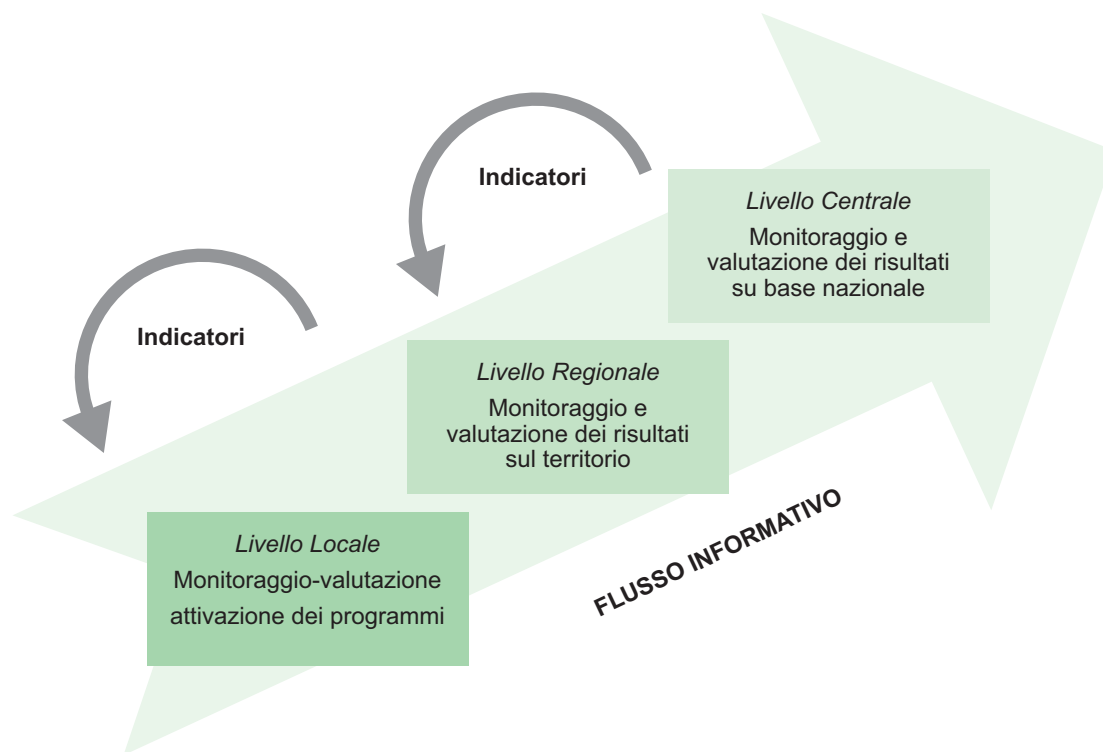 Indicatori
Livello Centrale
Monitoraggio e
valutazione dei risultati
su base nazionale
Indicatori
Livello Regionale
Monitoraggio e
valutazione dei risultati
sul territorio
FLUSSO INFORMATIVO
Livello Locale
Monitoraggio-valutazione
attivazione dei programmi